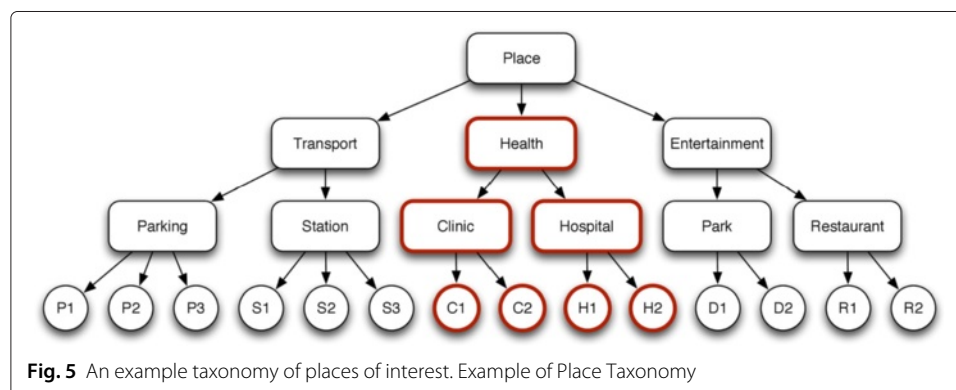 Place
Transport Health Entertainment
Parking Station Clinic Hospital Park Restaurant
P1 P2 P3 S1 S2 S3 C1 C2 H1 H2 D1 D2 R1 R2
Fig. 5 An example taxonomy of places of interest. Example of Place Taxonomy